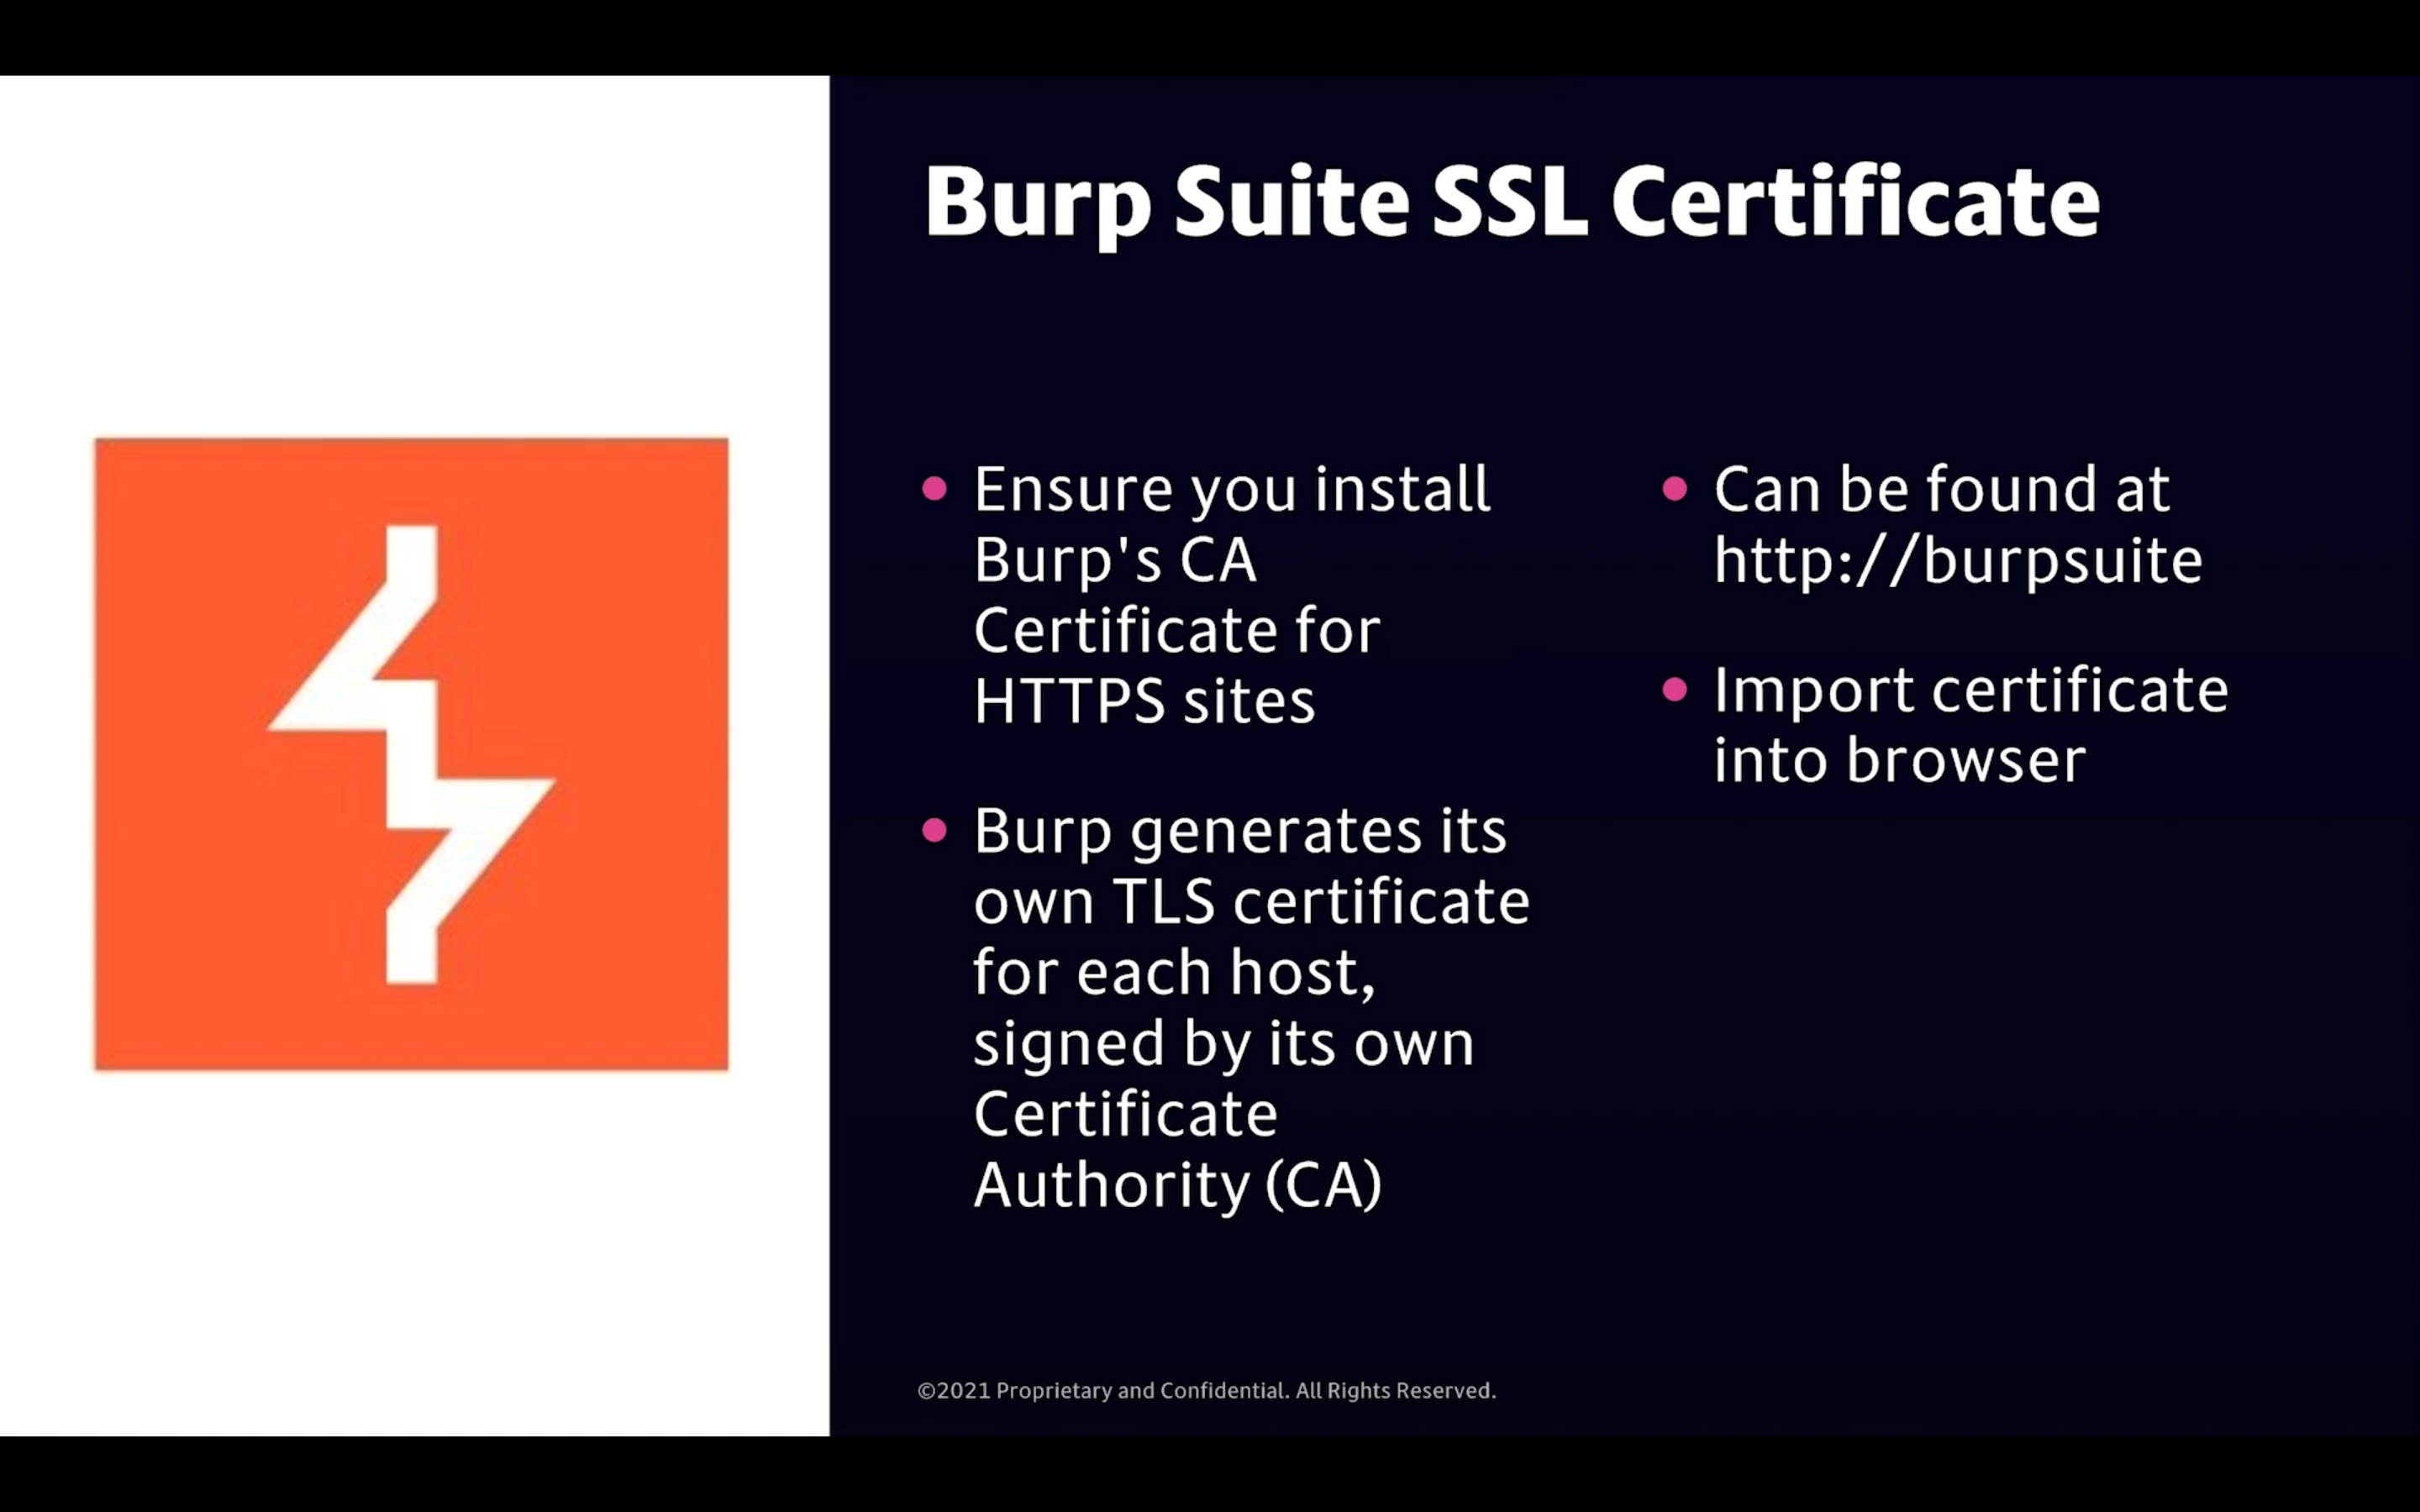 Burp Suite SSL Certificate
Ensure you install
Burp's CA
Certificate for
HTTPS sites
Burp generates its
own TLS certificate
for each host,
signed by its own
Certificate
Authority (CA)
Can be found at
http://burpsuite
Import certificate
into browser
©2021 Proprietary and Confidential. All Rights Reserved.